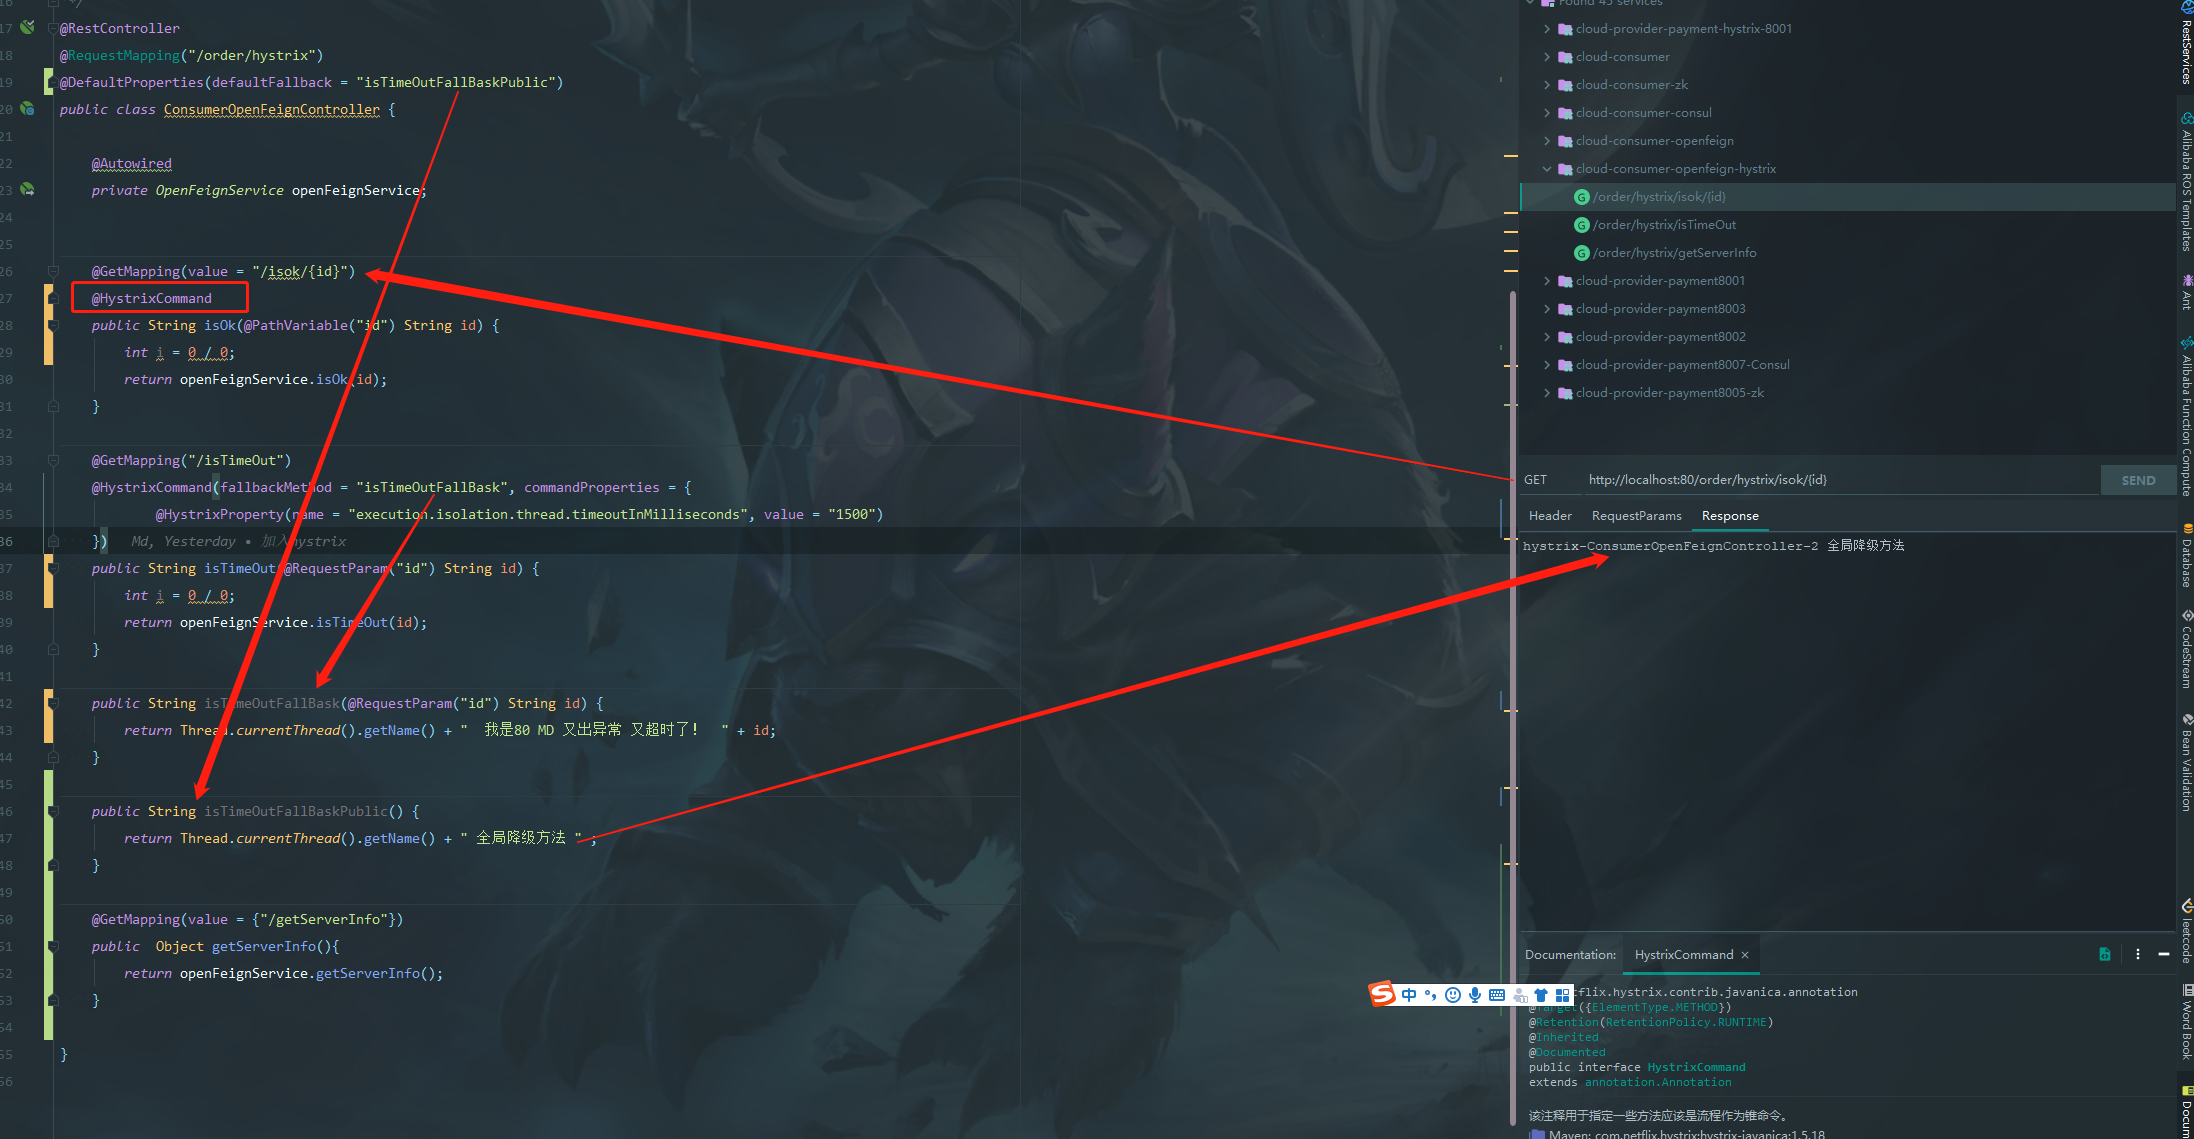 16 */
17 @RestController
18 @RequestMapping("/order/hystrix")
19 @DefaultProperties(defaultFallback = "isTimeOutFallBaskPublic")
20 public class ConsumerOpenFeignController {
21
22 @Autowired
23 private OpenFeignService openFeignService;
24
25
26 @GetMapping(value = "/isok/{id}")
27 @HystrixCommand
28 public String isOk(@PathVariable("id") String id) {
29 int i = 0 / 0;
30 return openFeignService.isOk(id);
31 }
32
33 @GetMapping("/isTimeOut")
34 @HystrixCommand(fallbackMethod = "isTimeOutFallBask", commandProperties = {
35 @HystrixProperty(name = "execution.isolation.thread.timeoutInMilliseconds", value = "1500")
36 }) Md, Yesterday • 加入hystrix
37 public String isTimeOut(@RequestParam("id") String id) {
38 int i = 0 / 0;
39 return openFeignService.isTimeOut(id);
40 }
41
42 public String isTimeOutFallBask(@RequestParam("id") String id) {
43 return Thread.currentThread().getName() + " 我是80 MD 又出异常 又超时了! " + id;
44 }
45
46 public String isTimeOutFallBaskPublic() {
47 return Thread.currentThread().getName() + " 全局降级方法 " ;
48 }
49
50 @GetMapping(value = {"/getServerInfo"})
51 public Object getServerInfo(){
52 return openFeignService.getServerInfo();
53 }
54
55 }
56
Found 45 services
cloud-provider-payment-hystrix-8001
cloud-consumer
cloud-consumer-zk
cloud-consumer-consul
cloud-consumer-openfeign
cloud-consumer-openfeign-hystrix
G /order/hystrix/isok/{id}
G /order/hystrix/isTimeOut
G /order/hystrix/getServerInfo
cloud-provider-payment8001
cloud-provider-payment8003
cloud-provider-payment8002
cloud-provider-payment8007-Consul
cloud-provider-payment8005-zk
GET http://localhost:80/order/hystrix/isok/{id} SEND
Header RequestParams Response
hystrix-ConsumerOpenFeignController-2 全局降级方法
Documentation: HystrixCommand ×
S 中
tflix.hystrix.contrib.javanica.annotation
@Target({ElementType.METHOD})
@Retention(RetentionPolicy.RUNTIME)
@Inherited
@Documented
public interface HystrixCommand
extends annotation.Annotation
该注释用于指定一些方法应该是流程作为锥命令。
Maven: com.netflix.hystrix:hystrix-javanica:1.5.18
RestServices
Alibaba ROS Templates
Ant
Alibaba Function Compute
Database
CodeStream
Bean Validation
leetcode
Word Book
Docum